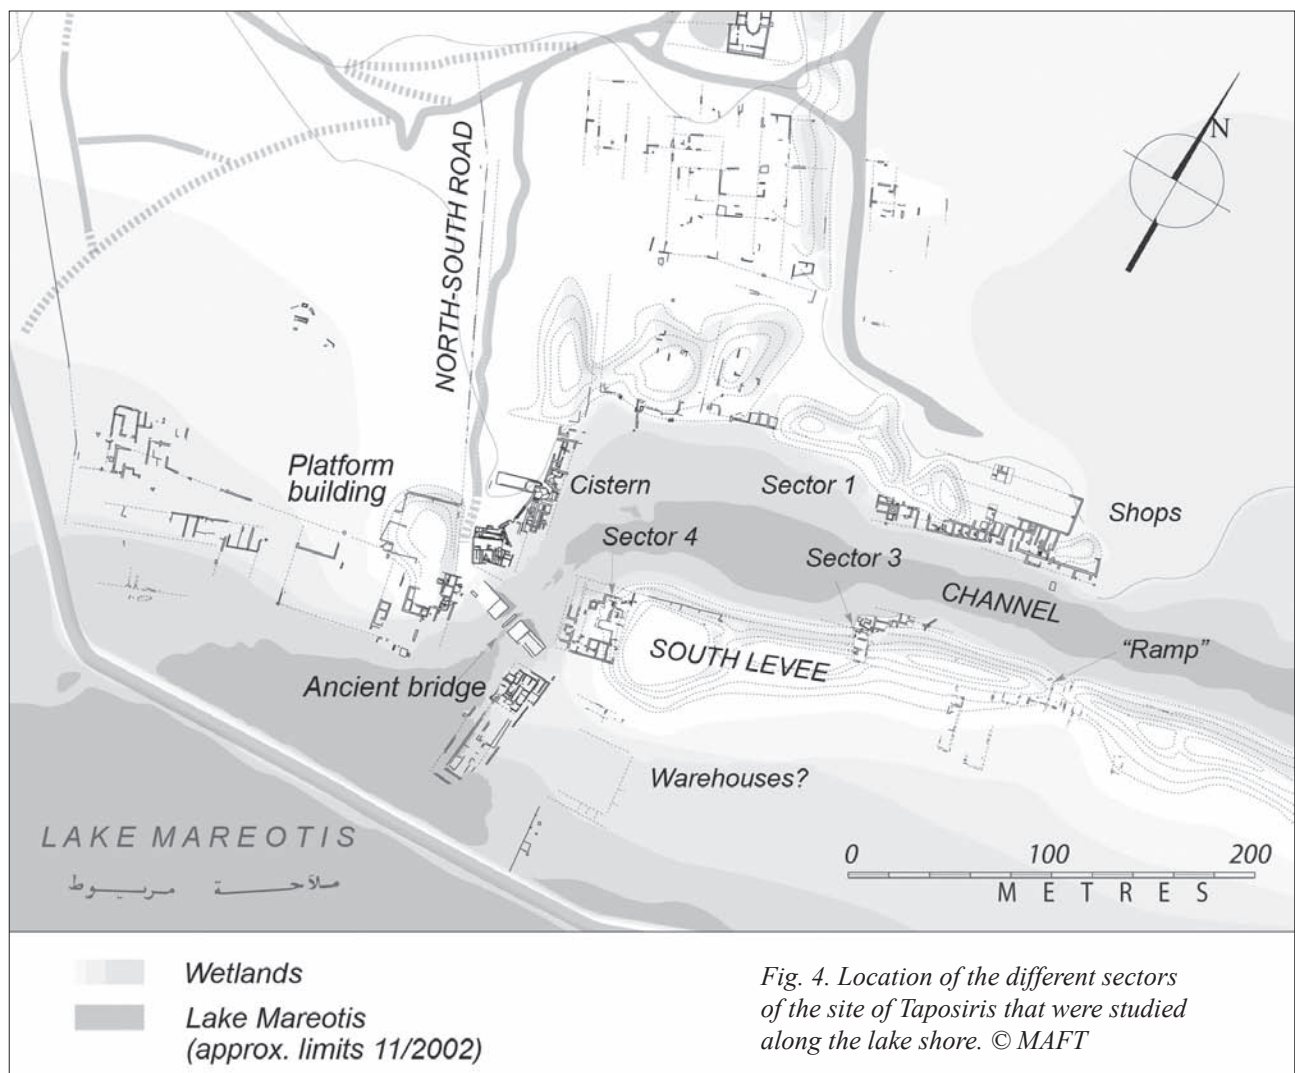 N
NORTH-SOUTH ROAD
Platform
building
Cistern
Sector 1
Shops
Sector 4
Sector 3
CHANNEL
SOUTH LEVEE
"Ramp"
Ancient bridge
Warehouses?
LAKE MAREOTIS
ملاحة مريوط
0 100 200
METRES
Wetlands
Lake Mareotis
(approx. limits 11/2002)
Fig. 4. Location of the different sectors
of the site of Taposiris that were studied
along the lake shore. © MAFT